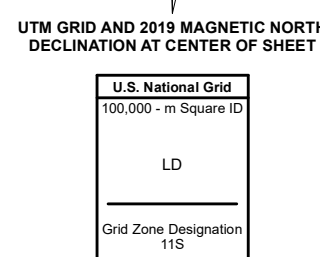 UTM GRID AND 2019 MAGNETIC NORTH
DECLINATION AT CENTER OF SHEET
U.S. National Grid
100,000 - m Square ID
LD
Grid Zone Designation
11S